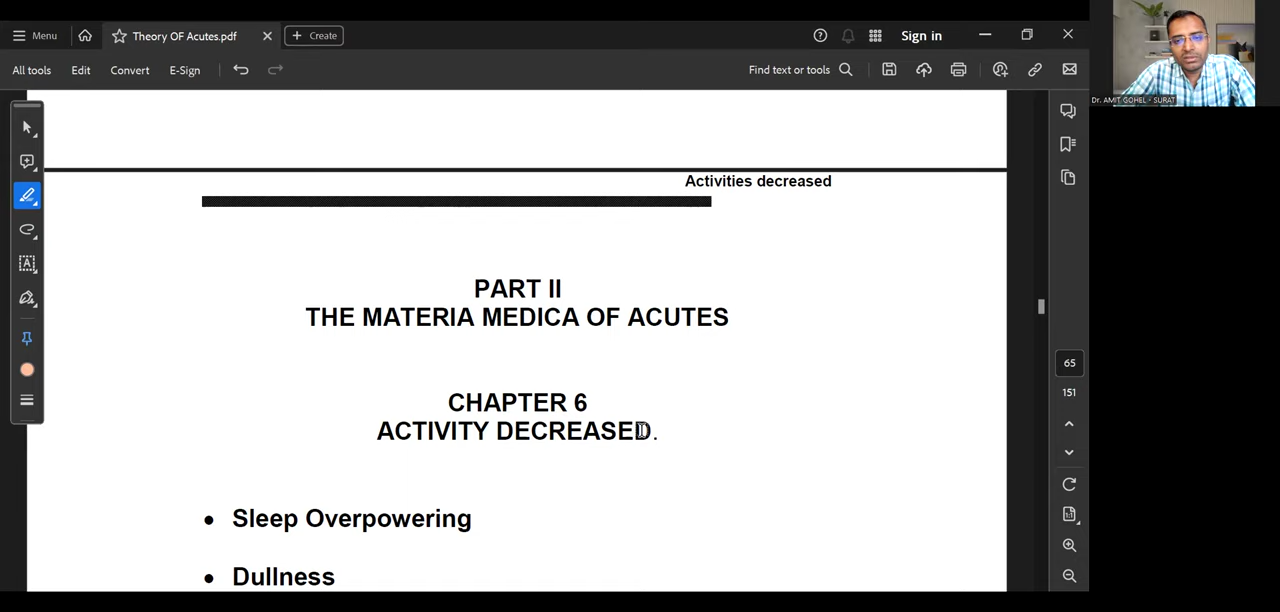 Menu
Theory OF Acutes.pdf
Create
Sign in
All tools
Edit
Convert
E-Sign
Find text or tools
Dr. AMIT GOHEL - SURAT
Activities decreased
PART II
THE MATERIA MEDICA OF ACUTES
CHAPTER 6
ACTIVITY DECREASED.
• Sleep Overpowering
• Dullness
65
151